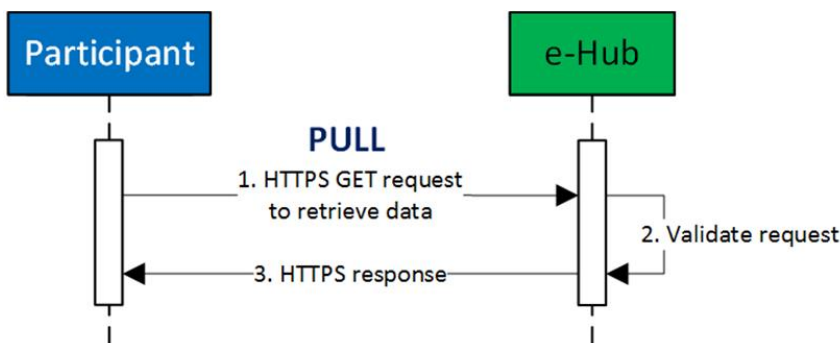 Participant
e-Hub
PULL
1. HTTPS GET request
to retrieve data
2. Validate request
3. HTTPS response